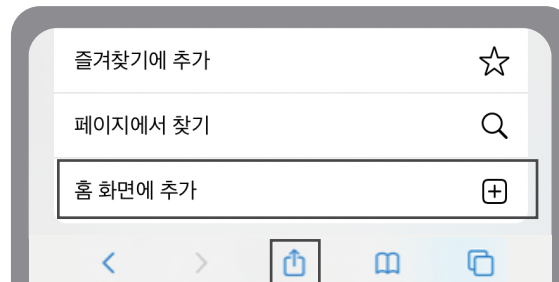 즐겨찾기에 추가
페이지에서 찾기
홈 화면에 추가